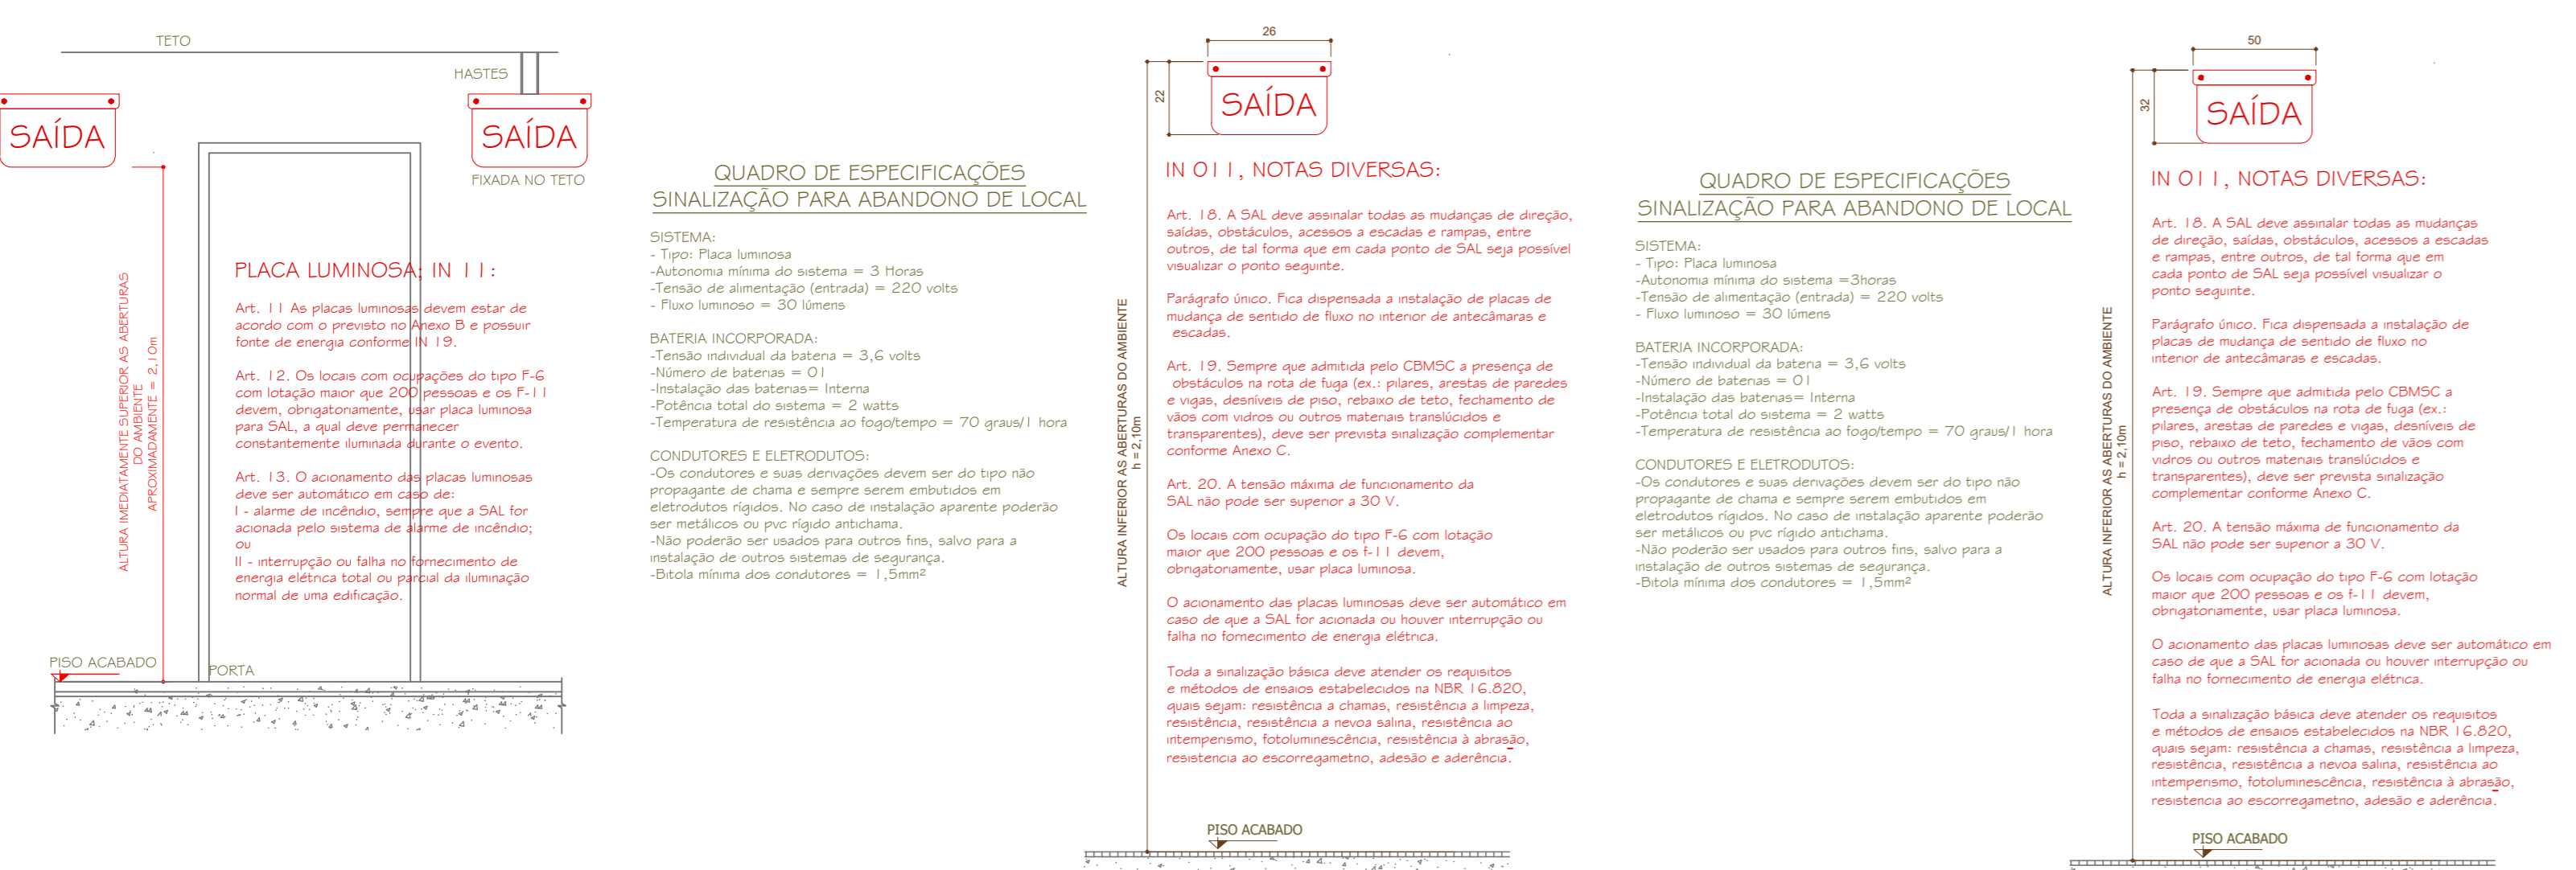 TETO
HASTES
SAÍDA
SAÍDA
FIXADA NO TETO
ALTURA IMEDIATAMENTE SUPERIOR AS ABERTURAS
DO AMBIENTE
APROXIMADAMENTE = 2,10m
PLACA LUMINOSA; IN 11:
Art. 11 As placas luminosas devem estar de
acordo com o previsto no Anexo B e possuir
fonte de energia conforme IN 19.
Art. 12. Os locais com ocupações do tipo F-6
com lotação maior que 200 pessoas e os F-11
devem, obrigatoriamente, usar placa luminosa
para SAL, a qual deve permanecer
constantemente iluminada durante o evento.
Art. 13. O acionamento das placas luminosas
deve ser automático em caso de:
I - alarme de incêndio, sempre que a SAL for
acionada pelo sistema de alarme de incêndio;
ou
II - interrupção ou falha no fornecimento de
energia elétrica total ou parcial da iluminação
normal de uma edificação.
PISO ACABADO
PORTA
QUADRO DE ESPECIFICAÇÕES
SINALIZAÇÃO PARA ABANDONO DE LOCAL
SISTEMA:
- Tipo: Placa luminosa
-Autonomia mínima do sistema = 3 Horas
-Tensão de alimentação (entrada) = 220 volts
- Fluxo luminoso = 30 lúmens
BATERIA INCORPORADA:
-Tensão individual da bateria = 3,6 volts
-Número de baterias = 01
-Instalação das baterias= Interna
-Potência total do sistema = 2 watts
-Temperatura de resistência ao fogo/tempo = 70 graus/1 hora
CONDUTORES E ELETRODUTOS:
-Os condutores e suas derivações devem ser do tipo não
propagante de chama e sempre serem embutidos em
eletrodutos rígidos. No caso de instalação aparente poderão
ser metálicos ou pvc rígido antichama.
-Não poderão ser usados para outros fins, salvo para a
instalação de outros sistemas de segurança.
-Bitola mínima dos condutores = 1,5mm²
26
22
SAÍDA
ALTURA INFERIOR AS ABERTURAS DO AMBIENTE
h = 2,10m
IN 011, NOTAS DIVERSAS:
Art. 18. A SAL deve assinalar todas as mudanças de direção,
saídas, obstáculos, acessos a escadas e rampas, entre
outros, de tal forma que em cada ponto de SAL seja possível
visualizar o ponto seguinte.
Parágrafo único. Fica dispensada a instalação de placas de
mudança de sentido de fluxo no interior de antecâmaras e
escadas.
Art. 19. Sempre que admitida pelo CBMSC a presença de
obstáculos na rota de fuga (ex.: pilares, arestas de paredes
e vigas, desníveis de piso, rebaixo de teto, fechamento de
vãos com vidros ou outros materiais translúcidos e
transparentes), deve ser prevista sinalização complementar
conforme Anexo C.
Art. 20. A tensão máxima de funcionamento da
SAL não pode ser superior a 30 V.
Os locais com ocupação do tipo F-6 com lotação
maior que 200 pessoas e os f-11 devem,
obrigatoriamente, usar placa luminosa.
O acionamento das placas luminosas deve ser automático em
caso de que a SAL for acionada ou houver interrupção ou
falha no fornecimento de energia elétrica.
Toda a sinalização básica deve atender os requisitos
e métodos de ensaios estabelecidos na NBR 16.820,
quais sejam: resistência a chamas, resistência a limpeza,
resistência, resistência a nevoa salina, resistência ao
intemperismo, fotoluminescência, resistência à abrasão,
resistencia ao escorregametno, adesão e aderência.
PISO ACABADO
QUADRO DE ESPECIFICAÇÕES
SINALIZAÇÃO PARA ABANDONO DE LOCAL
SISTEMA:
- Tipo: Placa luminosa
-Autonomia mínima do sistema =3horas
-Tensão de alimentação (entrada) = 220 volts
- Fluxo luminoso = 30 lúmens
BATERIA INCORPORADA:
-Tensão individual da bateria = 3,6 volts
-Número de baterias = 01
-Instalação das baterias= Interna
-Potência total do sistema = 2 watts
-Temperatura de resistência ao fogo/tempo = 70 graus/1 hora
CONDUTORES E ELETRODUTOS:
-Os condutores e suas derivações devem ser do tipo não
propagante de chama e sempre serem embutidos em
eletrodutos rígidos. No caso de instalação aparente poderão
ser metálicos ou pvc rígido antichama.
-Não poderão ser usados para outros fins, salvo para a
instalação de outros sistemas de segurança.
-Bitola mínima dos condutores = 1,5mm²
50
32
SAÍDA
ALTURA INFERIOR AS ABERTURAS DO AMBIENTE
h = 2,10m
IN 011, NOTAS DIVERSAS:
Art. 18. A SAL deve assinalar todas as mudanças
de direção, saídas, obstáculos, acessos a escadas
e rampas, entre outros, de tal forma que em
cada ponto de SAL seja possível visualizar o
ponto seguinte.
Parágrafo único. Fica dispensada a instalação de
placas de mudança de sentido de fluxo no
interior de antecâmaras e escadas.
Art. 19. Sempre que admitida pelo CBMSC a
presença de obstáculos na rota de fuga (ex.:
pilares, arestas de paredes e vigas, desníveis de
piso, rebaixo de teto, fechamento de vãos com
vidros ou outros materiais translúcidos e
transparentes), deve ser prevista sinalização
complementar conforme Anexo C.
Art. 20. A tensão máxima de funcionamento da
SAL não pode ser superior a 30 V.
Os locais com ocupação do tipo F-6 com lotação
maior que 200 pessoas e os f-11 devem,
obrigatoriamente, usar placa luminosa.
O acionamento das placas luminosas deve ser automático em
caso de que a SAL for acionada ou houver interrupção ou
falha no fornecimento de energia elétrica.
Toda a sinalização básica deve atender os requisitos
e métodos de ensaios estabelecidos na NBR 16.820,
quais sejam: resistência a chamas, resistência a limpeza,
resistência, resistência a nevoa salina, resistência ao
intemperismo, fotoluminescência, resistência à abrasão,
resistencia ao escorregametno, adesão e aderência.
PISO ACABADO